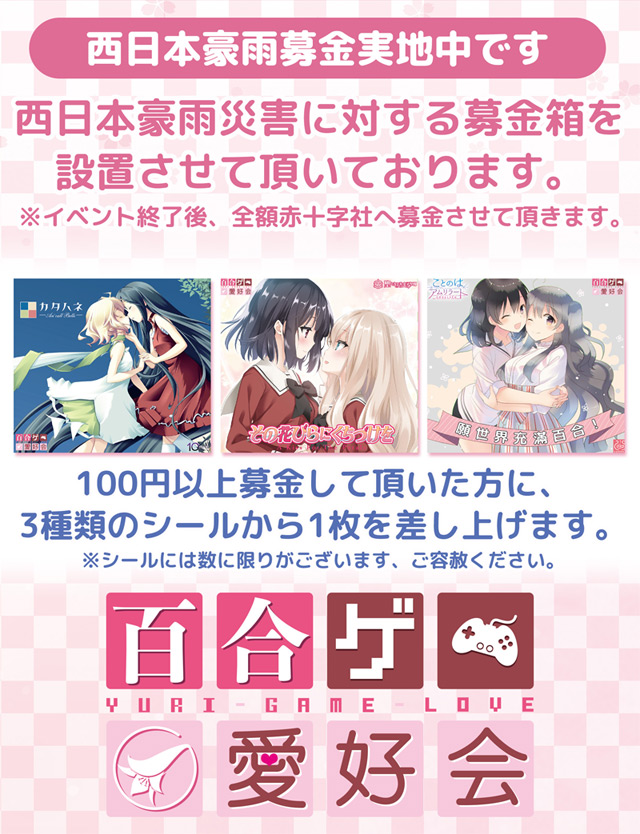 西日本豪雨募金実地中です
西日本豪雨災害に対する募金箱を
設置させて頂いております。
※イベント終了後、全額赤十字社へ募金させて頂きます。
カタハネ
百合ゲ
愛好会
10th
百合ゲ
愛好会
その花びらにくちづけを
ことのは
アムリラート
百合ゲ
愛好会
願世界充滿百合!
100円以上募金して頂いた方に、
3種類のシールから1枚を差し上げます。
※シールには数に限りがございます、ご容赦ください。
百合ゲ
YURI-GAME-LOVE
愛好会